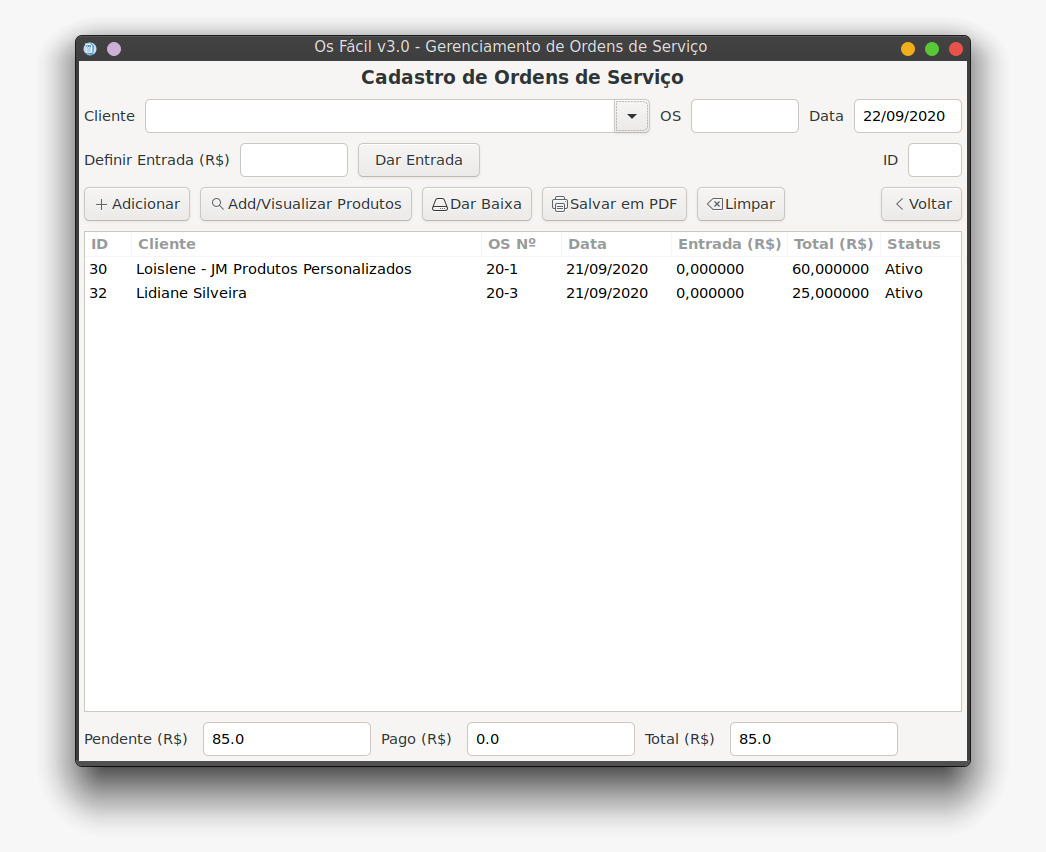 Os Fácil v3.0 - Gerenciamento de Ordens de Serviço
Cadastro de Ordens de Serviço
Cliente OS Data 22/09/2020
Definir Entrada (R$) Dar Entrada ID
Adicionar Add/Visualizar Produtos Dar Baixa Salvar em PDF Limpar Voltar
ID Cliente OS Nº Data Entrada (R$) Total (R$) Status
30 Loislene - JM Produtos Personalizados 20-1 21/09/2020 0,000000 60,000000 Ativo
32 Lidiane Silveira 20-3 21/09/2020 0,000000 25,000000 Ativo
Pendente (R$) 85.0 Pago (R$) 0.0 Total (R$) 85.0